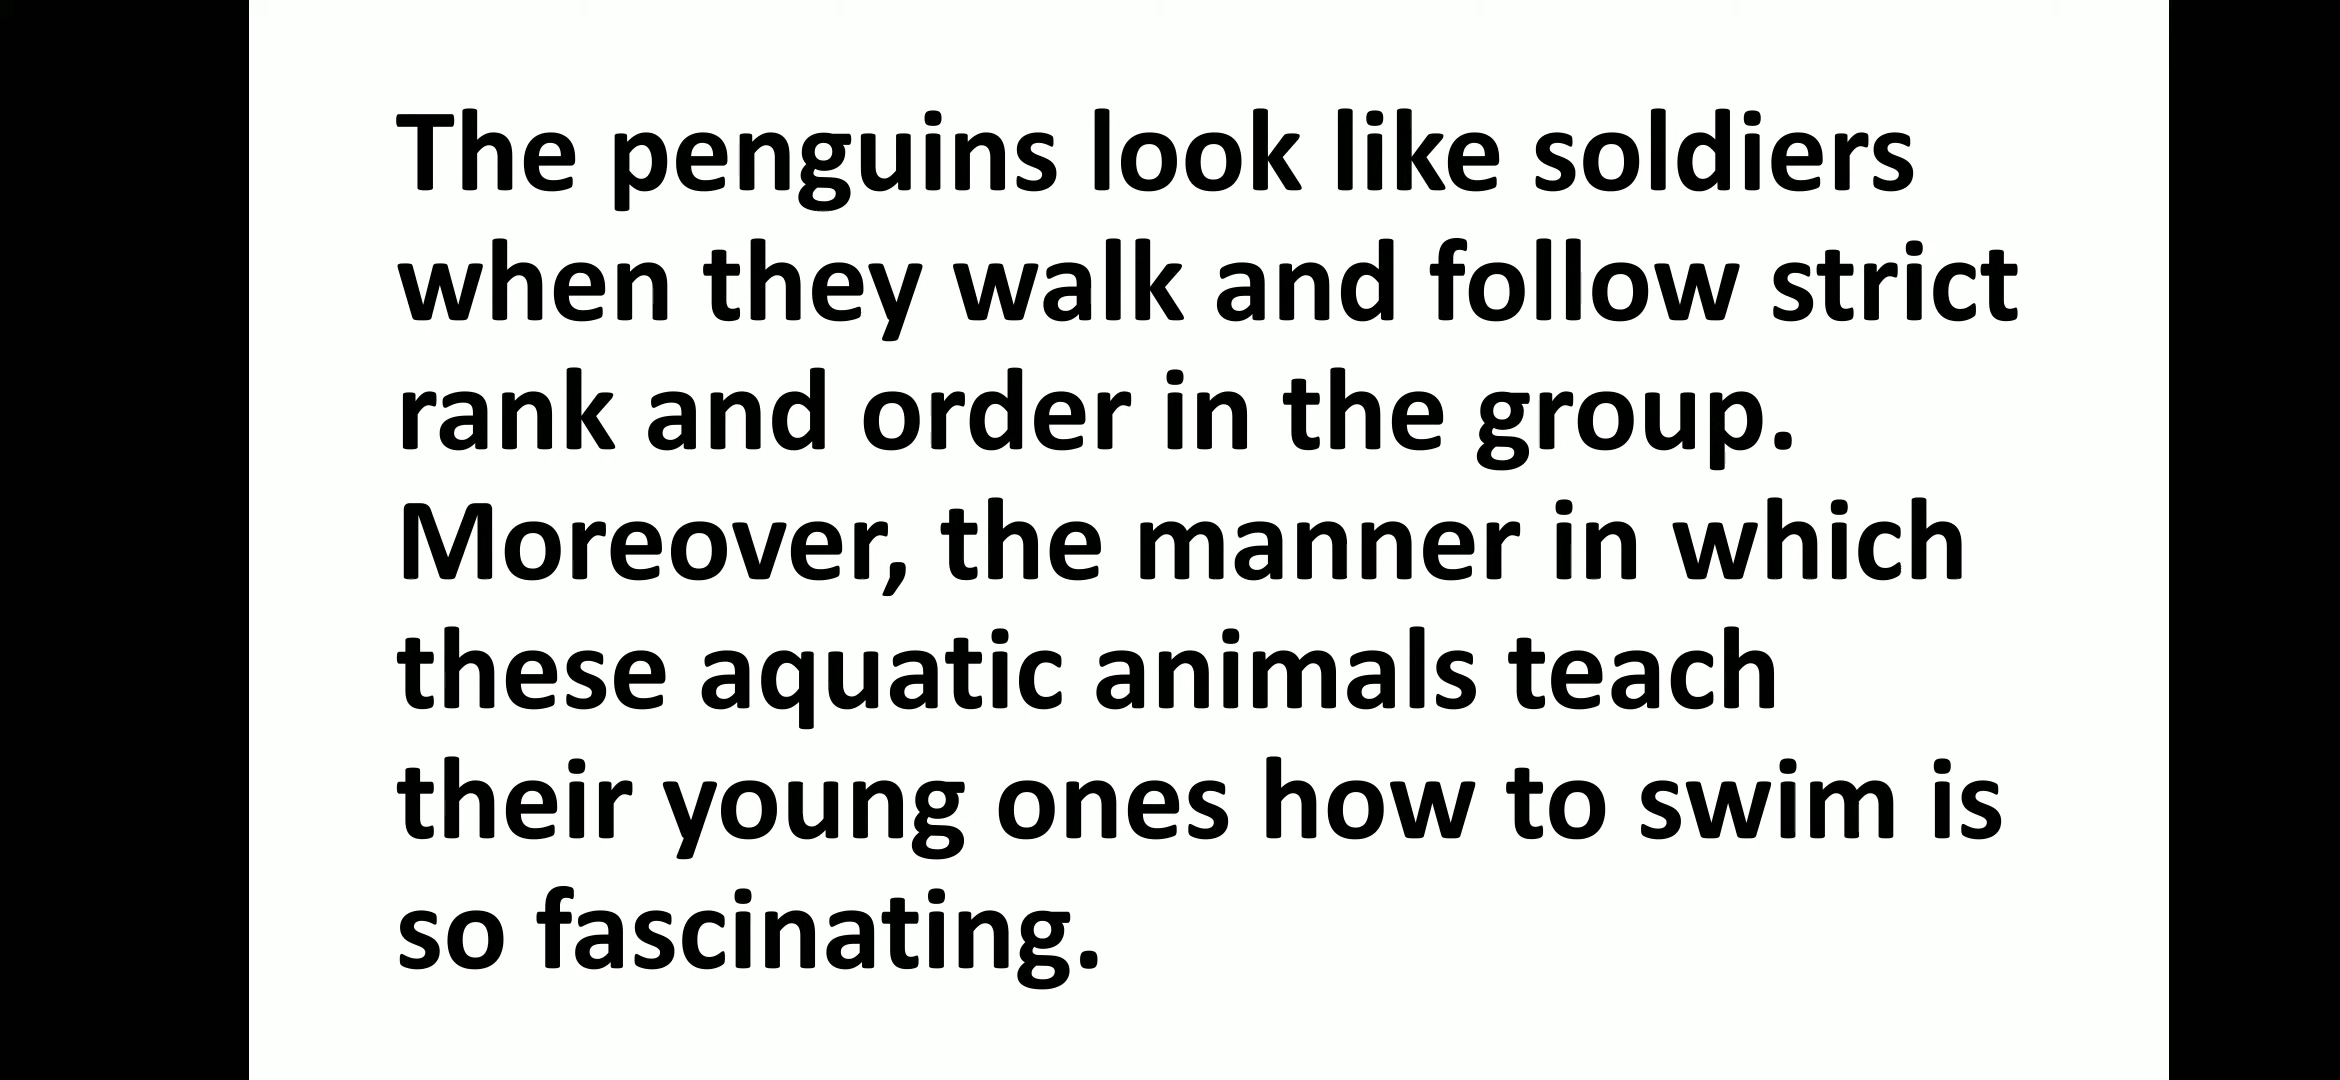 The penguins look like soldiers
when they walk and follow strict
rank and order in the group.
Moreover, the manner in which
these aquatic animals teach
their young ones how to swim is
so fascinating.